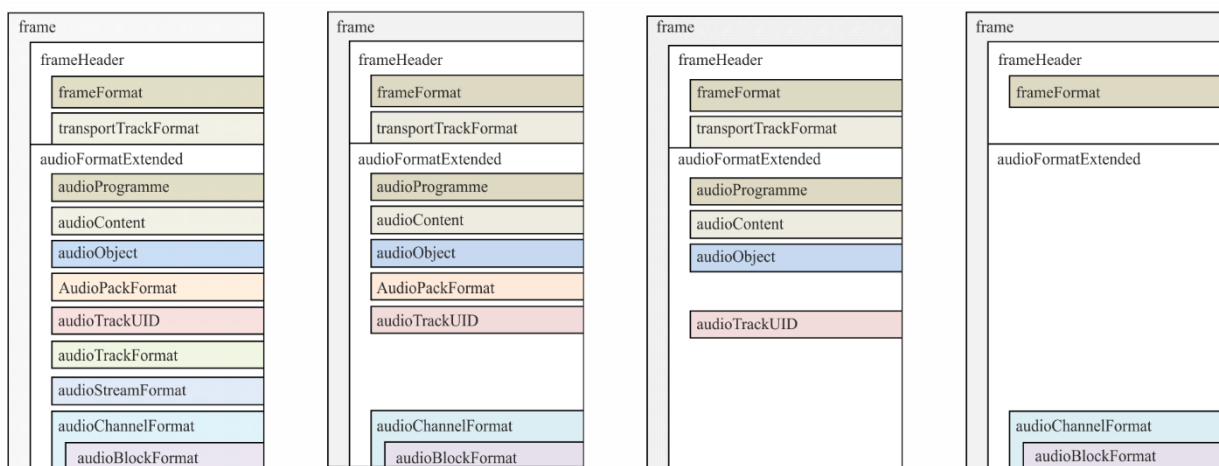 frame
frameHeader
frameFormat
transportTrackFormat
audioFormatExtended
audioProgramme
audioContent
audioObject
AudioPackFormat
audioTrackUID
audioTrackFormat
audioStreamFormat
audioChannelFormat
audioBlockFormat
frame
frameHeader
frameFormat
transportTrackFormat
audioFormatExtended
audioProgramme
audioContent
audioObject
AudioPackFormat
audioTrackUID
audioChannelFormat
audioBlockFormat
frame
frameHeader
frameFormat
transportTrackFormat
audioFormatExtended
audioProgramme
audioContent
audioObject
audioTrackUID
frame
frameHeader
frameFormat
audioFormatExtended
audioChannelFormat
audioBlockFormat